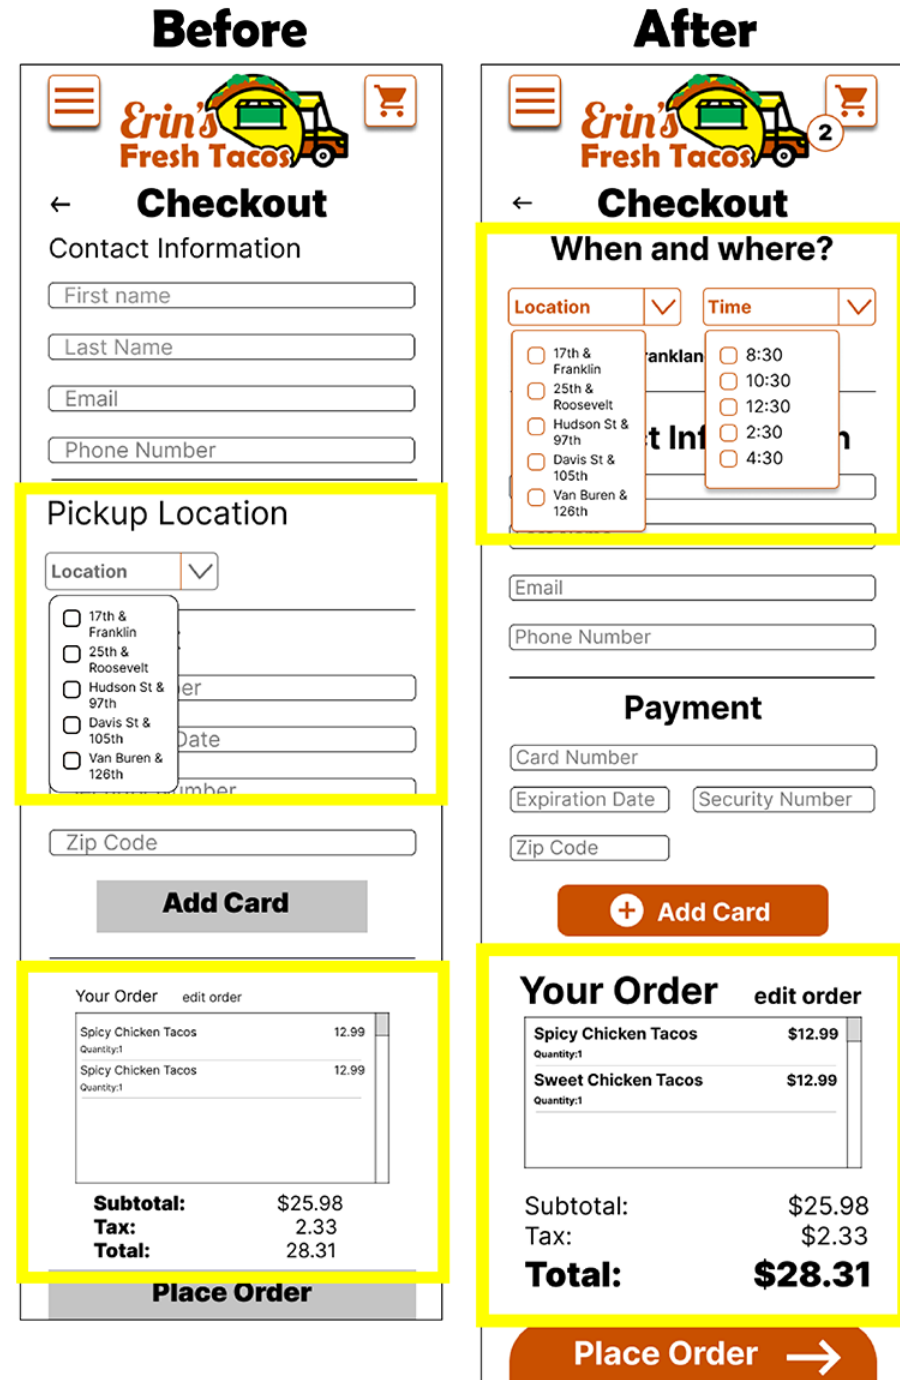 Before
Erin's
Fresh Tacos
Checkout
Contact Information
First name
Last Name
Email
Phone Number
Pickup Location
Location
17th &
Franklin
25th &
Roosevelt
Hudson St &
97th
Davis St &
105th
Van Buren &
126th
er
Date
umber
Zip Code
Add Card
Your Order edit order
Spicy Chicken Tacos 12.99
Quantity:1
Spicy Chicken Tacos 12.99
Quantity:1
Subtotal: $25.98
Tax: 2.33
Total: 28.31
Place Order
After
Erin's
Fresh Tacos
2
Checkout
When and where?
Location
Time
17th &
Franklin
25th &
Roosevelt
Hudson St &
97th
Davis St &
105th
Van Buren &
126th
8:30
10:30
12:30
2:30
4:30
anklan
t Inf
n
Email
Phone Number
Payment
Card Number
Expiration Date Security Number
Zip Code
Add Card
Your Order edit order
Spicy Chicken Tacos $12.99
Quantity:1
Sweet Chicken Tacos $12.99
Quantity:1
Subtotal: $25.98
Tax: $2.33
Total: $28.31
Place Order